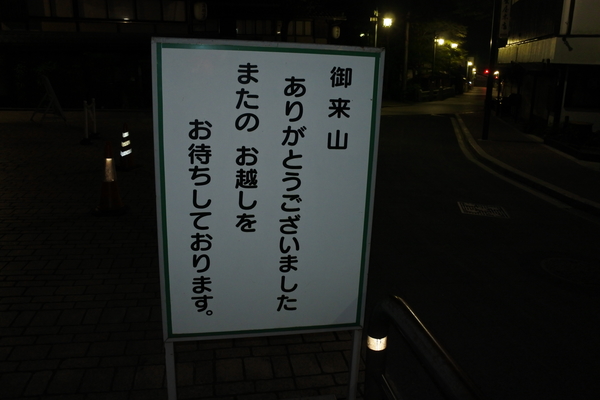 御来山
ありがとうございました
またの お越しを
お待ちしております。